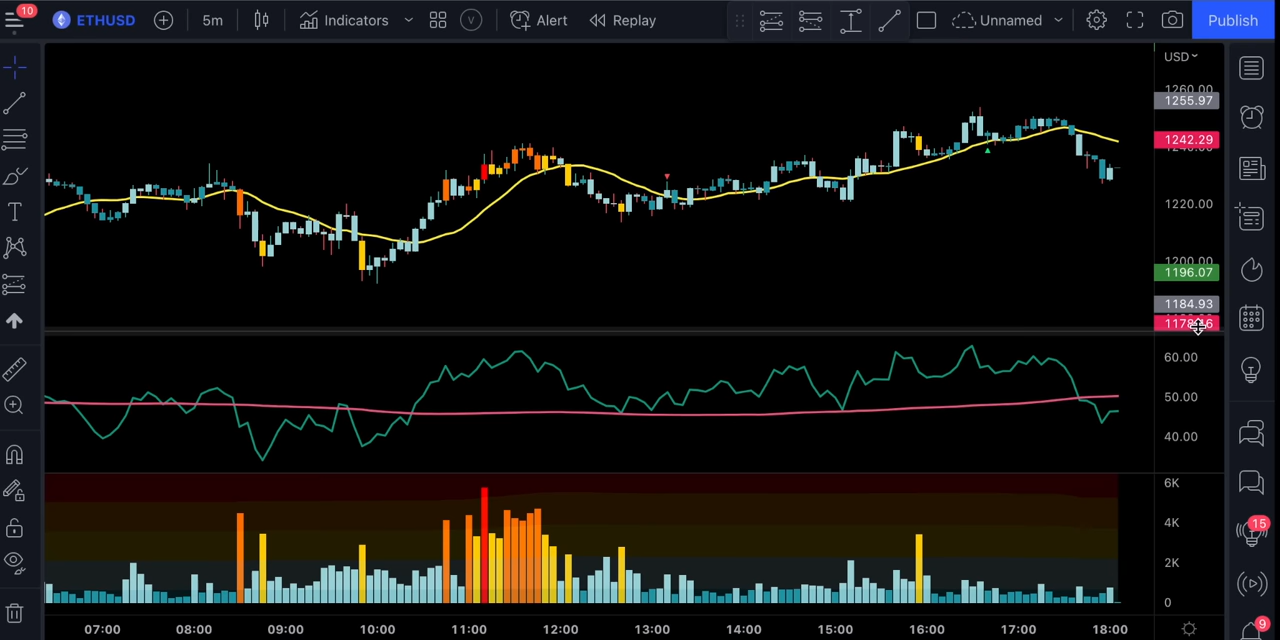 10
ETHUSD
5m
Indicators
V
Alert
Replay
Unnamed
Publish
USD
1260.00
1255.97
1242.29
1220.00
1200.00
1196.07
1184.93
60.00
50.00
40.00
6K
4K
2K
0
15
9
07:00 08:00 09:00 10:00 11:00 12:00 13:00 14:00 15:00 16:00 17:00 18:00